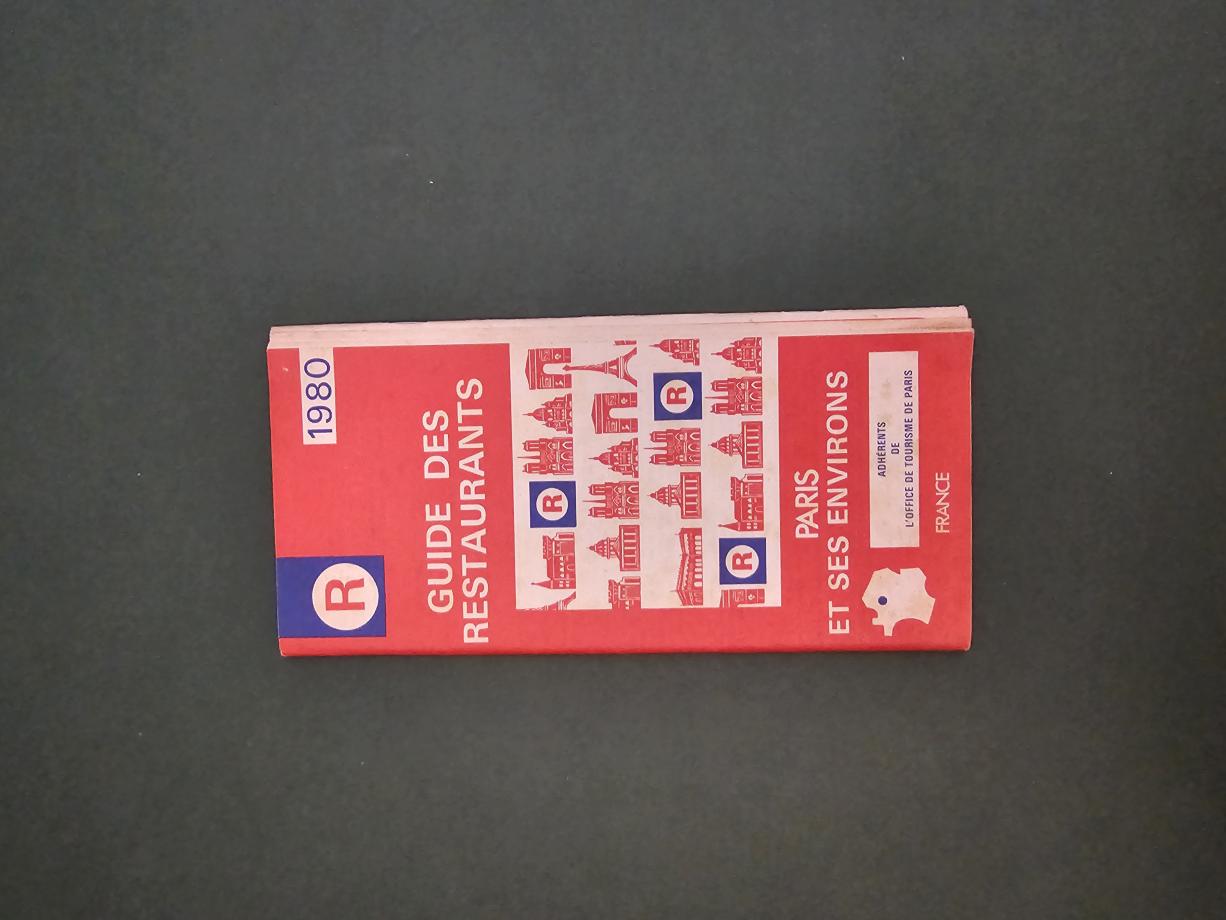 R
1980
GUIDE DES
RESTAURANTS
R
R
R
PARIS
ET SES ENVIRONS
ADHÉRENTS
DE
L'OFFICE DE TOURISME DE PARIS
FRANCE